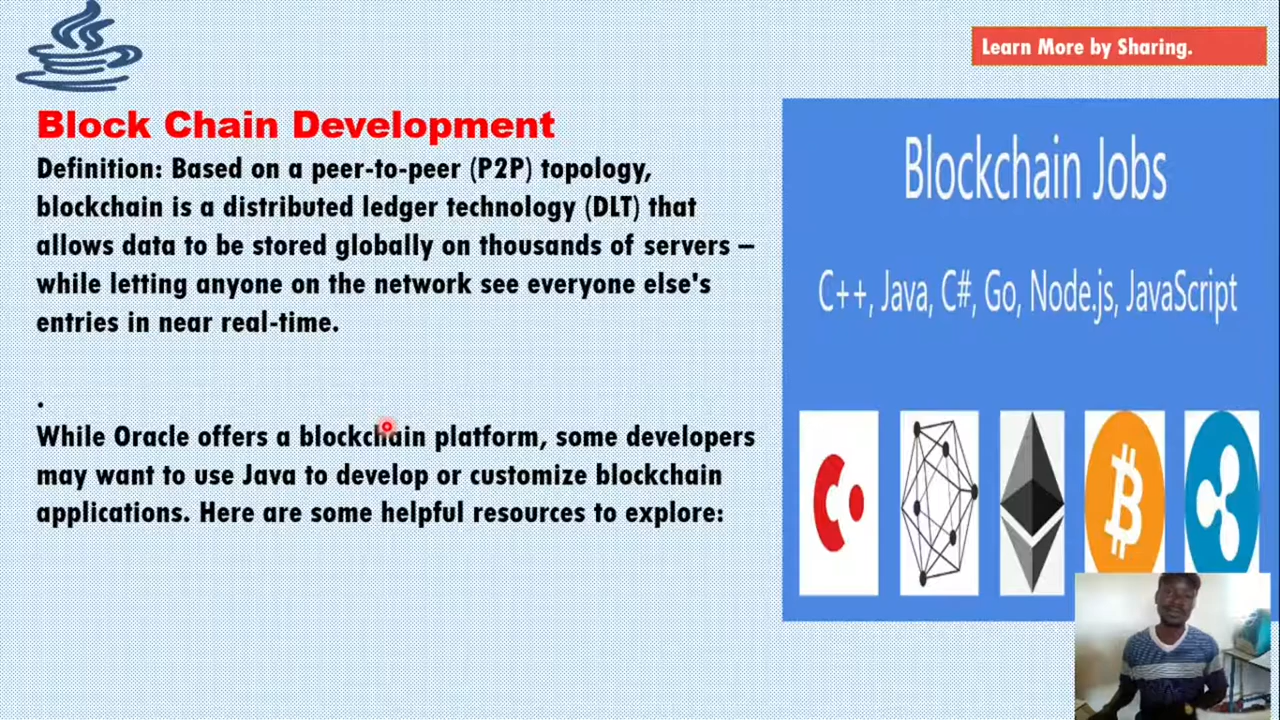 Learn More by Sharing.
Block Chain Development
Definition: Based on a peer-to-peer (P2P) topology,
blockchain is a distributed ledger technology (DLT) that
allows data to be stored globally on thousands of servers –
while letting anyone on the network see everyone else's
entries in near real-time.
.
While Oracle offers a blockchain platform, some developers
may want to use Java to develop or customize blockchain
applications. Here are some helpful resources to explore:
Blockchain Jobs
C++, Java, C#, Go, Node.js, JavaScript